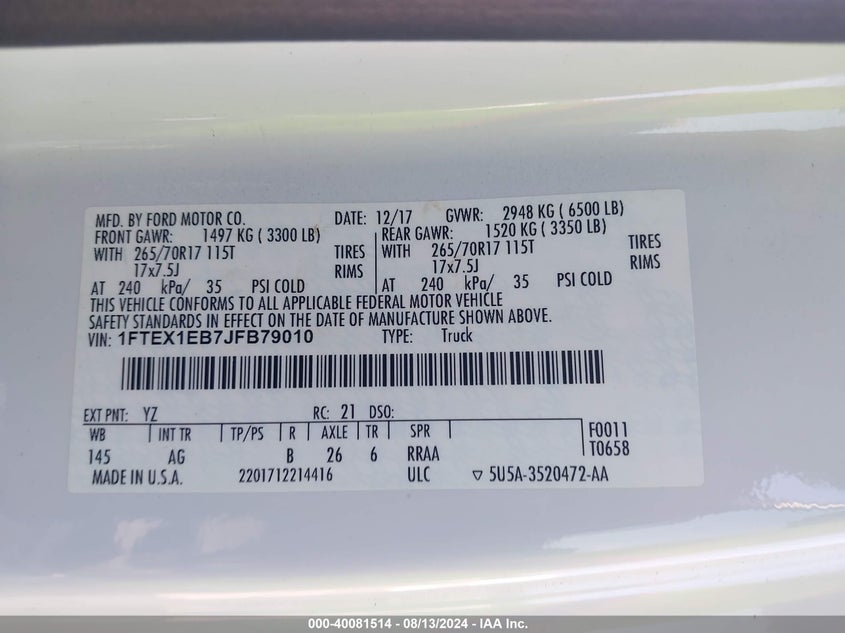 MFD. BY FORD MOTOR CO. DATE: 12/17 GVWR: 2948 KG ( 6500 LB)
FRONT GAWR: 1497 KG ( 3300 LB) REAR GAWR: 1520 KG ( 3350 LB)
WITH 265/70R17 115T TIRES WITH 265/70R17 115T TIRES
17x7.5J RIMS 17x7.5J RIMS
AT 240 kPa/ 35 PSI COLD AT 240 kPa/ 35 PSI COLD
THIS VEHICLE CONFORMS TO ALL APPLICABLE FEDERAL MOTOR VEHICLE
SAFETY STANDARDS IN EFFECT ON THE DATE OF MANUFACTURE SHOWN ABOVE.
VIN: 1FTEX1EB7JFB79010 TYPE: Truck
EXT PNT: YZ RC: 21 DSO:
WB INT TR TP/PS R AXLE TR SPR F0011
145 AG B 26 6 RRAA T0658
MADE IN U.S.A. 2201712214416 ULC ▽ 5U5A-3520472-AA
000-40081514 - 08/13/2024 - IAA Inc.